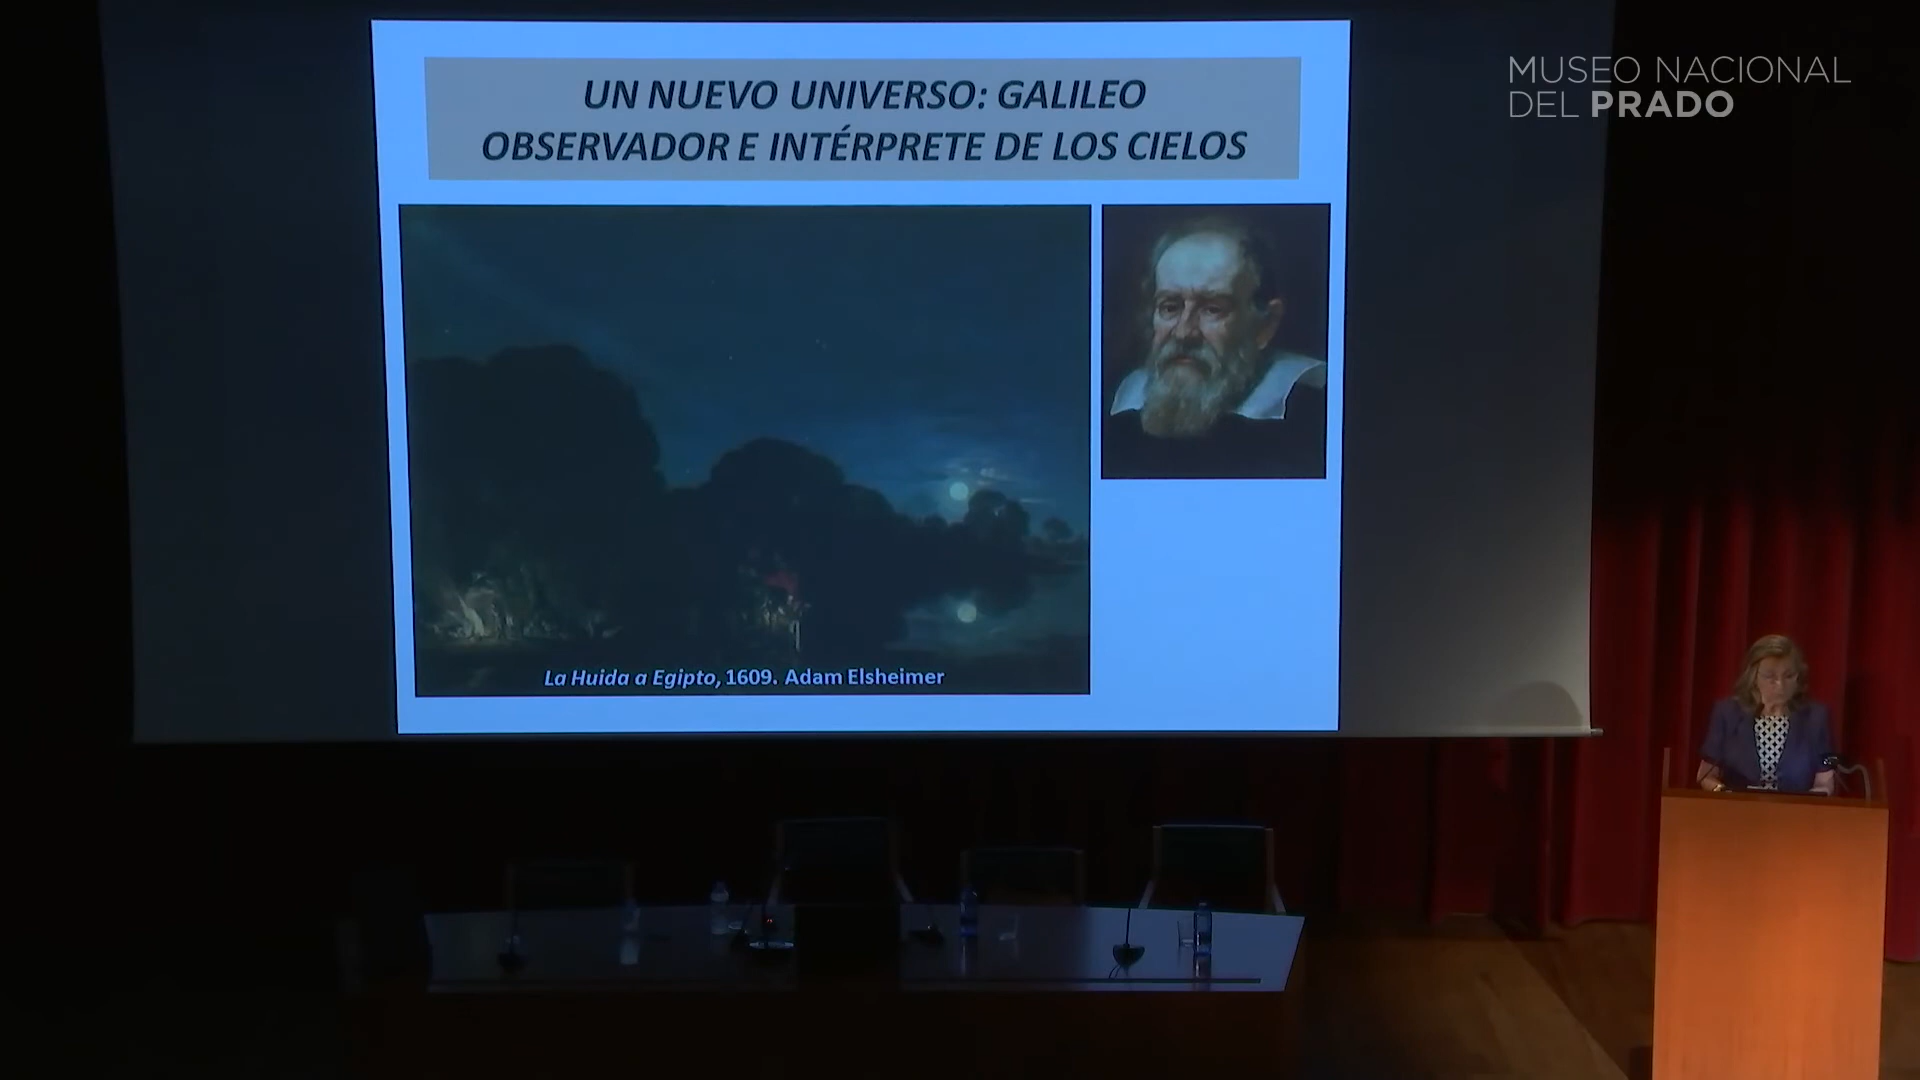 UN NUEVO UNIVERSO: GALILEO
OBSERVADOR E INTÉRPRETE DE LOS CIELOS
MUSEO NACIONAL
DEL PRADO
La Huida a Egipto, 1609. Adam Elsheimer